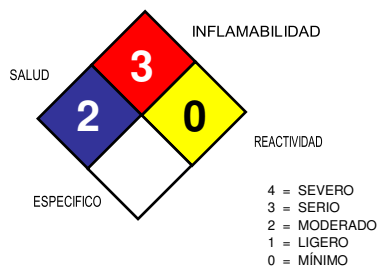 INFLAMABILIDAD
3
SALUD
2
0
REACTIVIDAD
ESPECIFICO
4 = SEVERO
3 = SERIO
2 = MODERADO
1 = LIGERO
0 = MÍNIMO